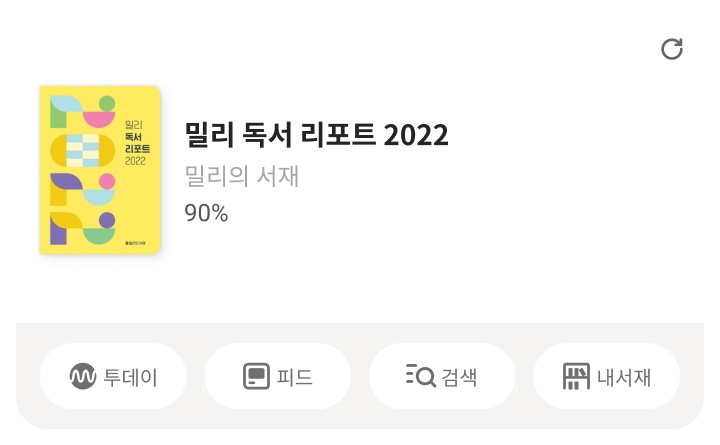 밀리
독서
리포트
2022
밀리의 서재
밀리 독서 리포트 2022
밀리의 서재
90%
투데이
피드
검색
내서재